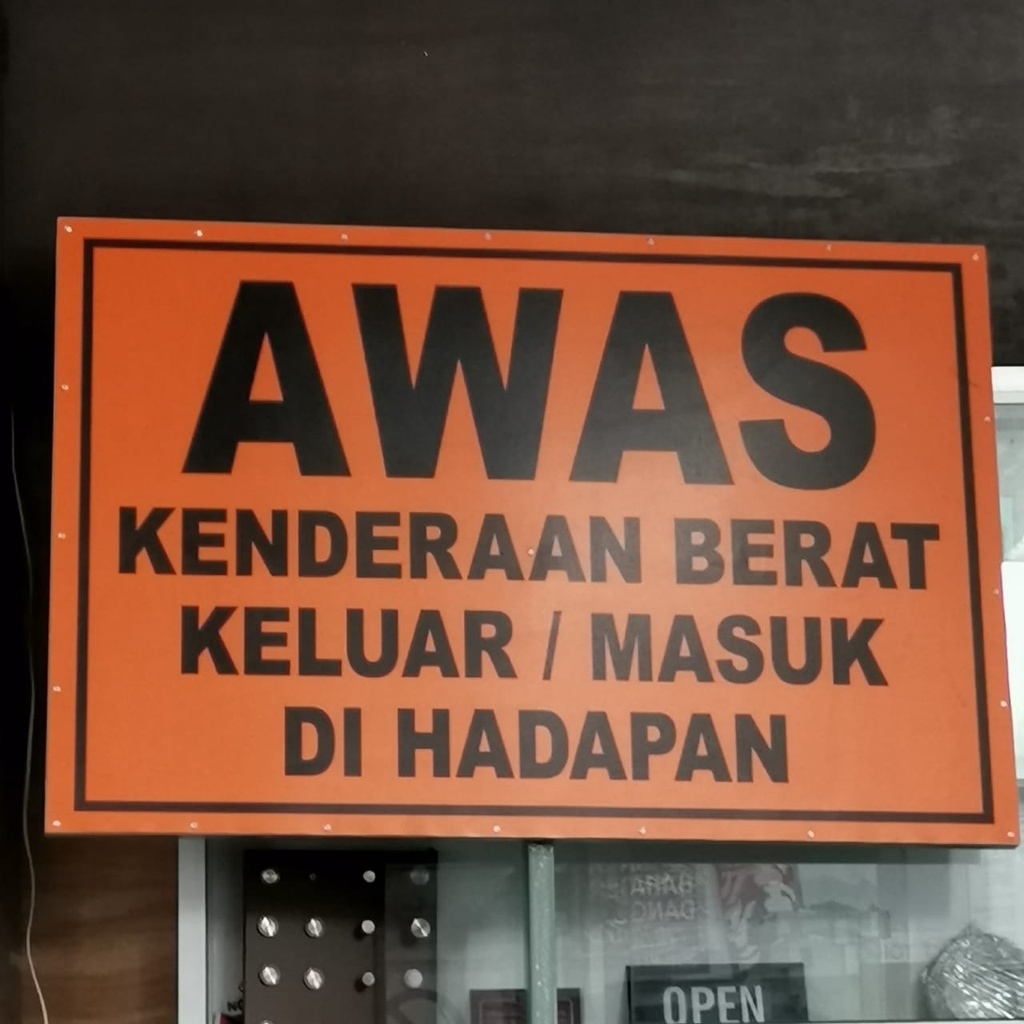 AWAS
KENDERAAN BERAT
KELUAR / MASUK
DI HADAPAN
OPEN